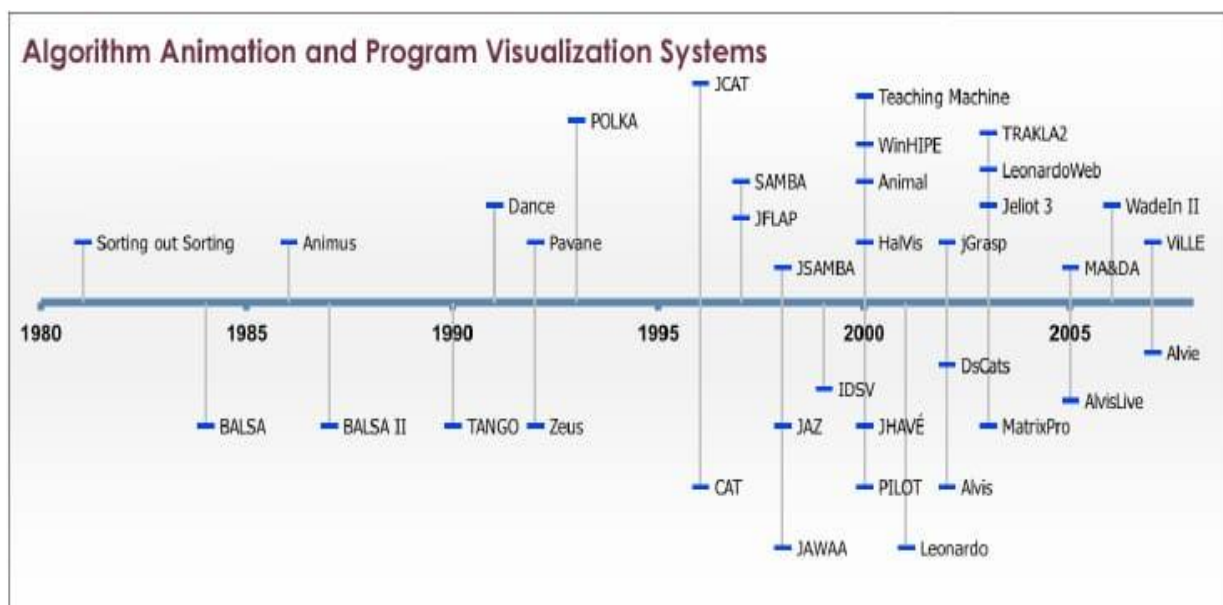 Algorithm Animation and Program Visualization Systems
JCAT
Teaching Machine
POLKA
TRAKLA2
WinHIPE
LeonardoWeb
SAMBA
Animal
Dance
Jeliot 3
WadeIn II
JFLAP
Sorting out Sorting
Animus
Pavane
HalVis
jGrasp
ViLLE
JSAMBA
MA&DA
1980 1985 1990 1995 2000 2005
Alvie
DsCats
IDSV
AlvisLive
BALSA
BALSA II
TANGO
Zeus
JAZ
JHAVÉ
MatrixPro
CAT
PILOT
Alvis
JAWAA
Leonardo